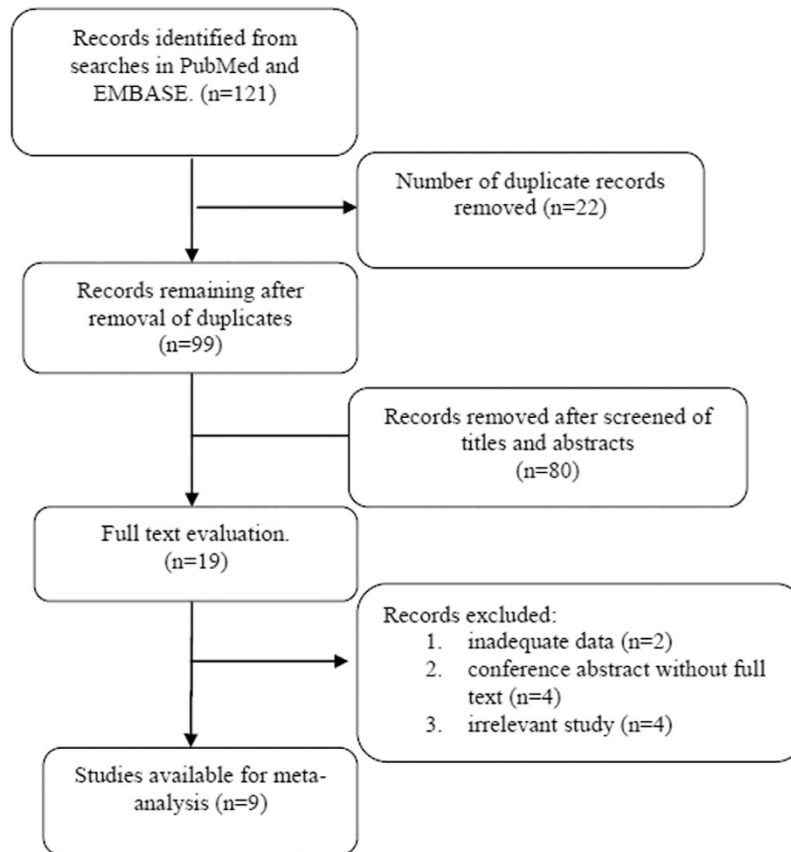 Records identified from
searches in PubMed and
EMBASE. (n=121)
Number of duplicate records
removed (n=22)
Records remaining after
removal of duplicates
(n=99)
Records removed after screened of
titles and abstracts
(n=80)
Full text evaluation.
(n=19)
Records excluded:
1. inadequate data (n=2)
2. conference abstract without full
text (n=4)
3. irrelevant study (n=4)
Studies available for meta-
analysis (n=9)